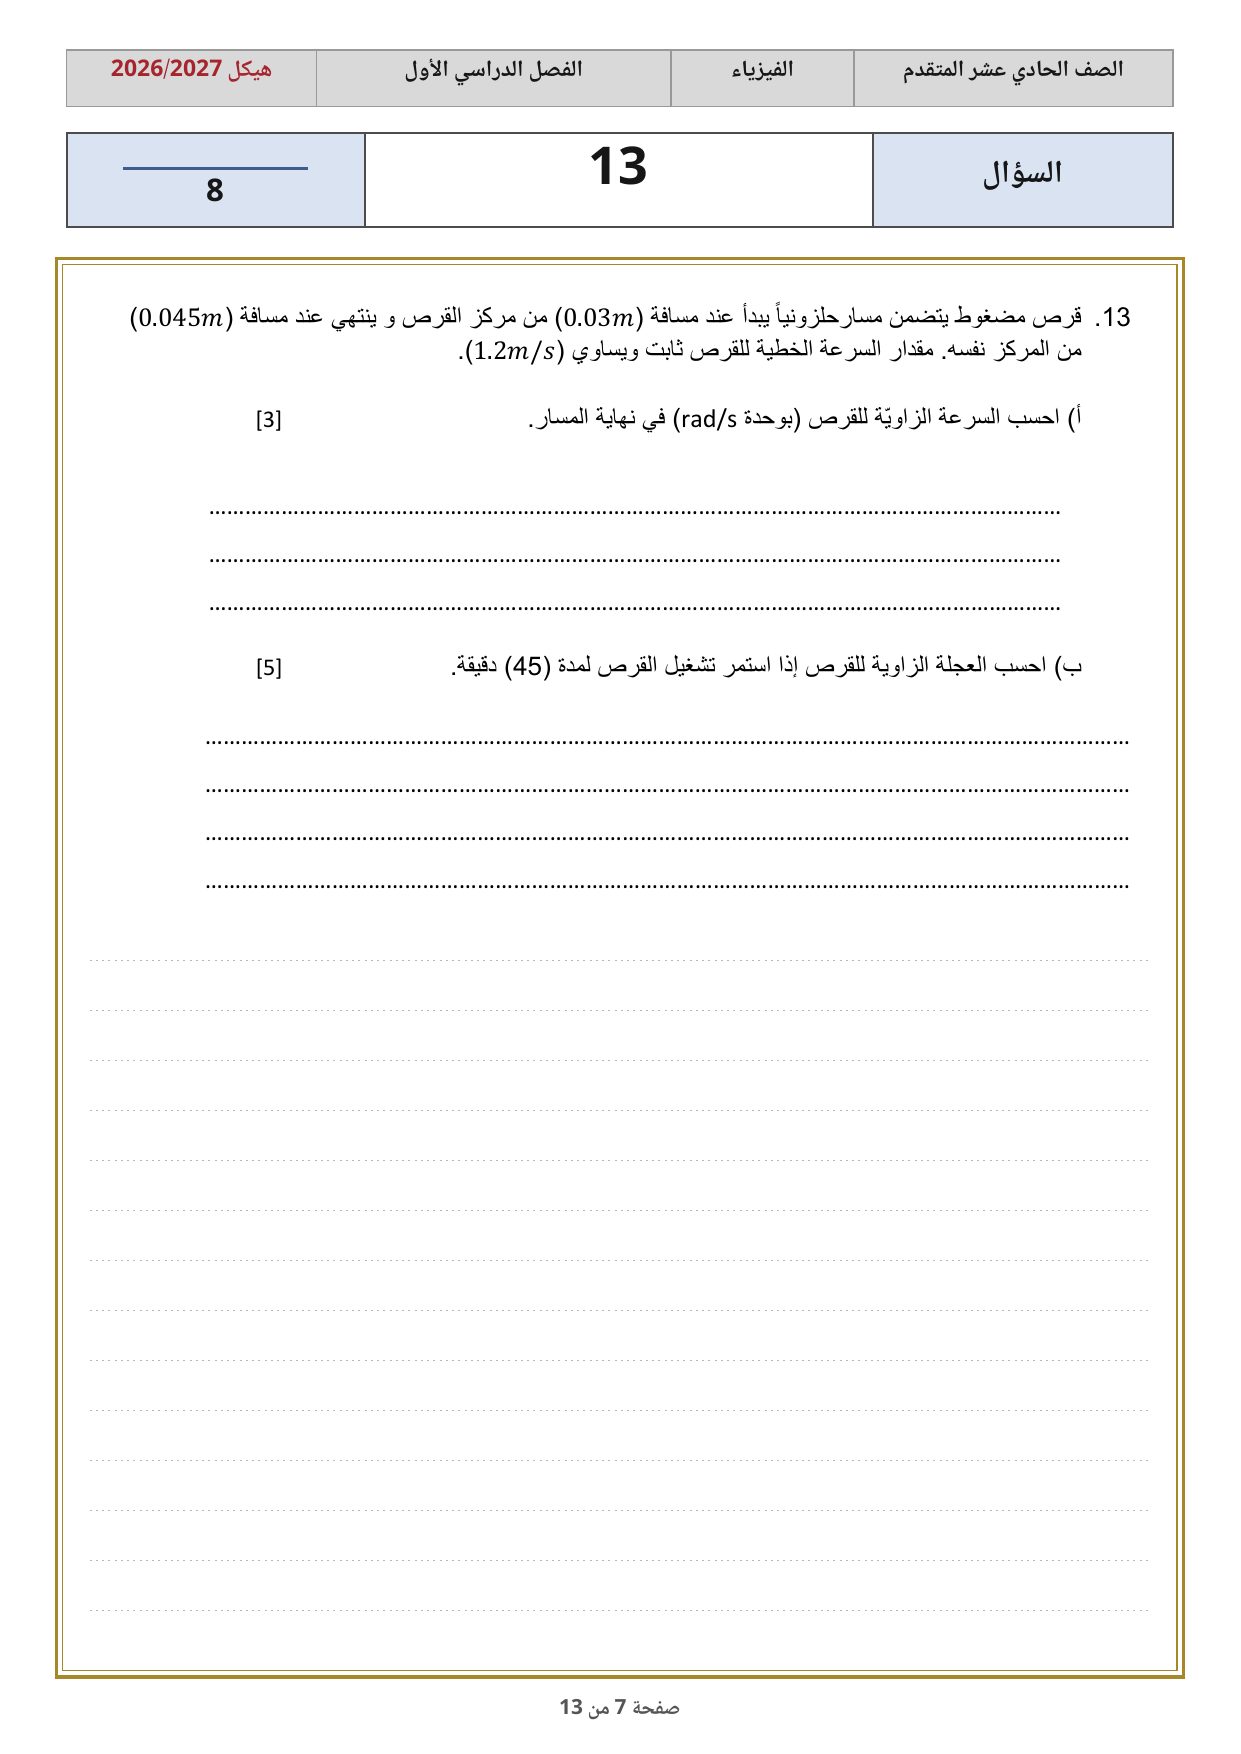 الصف الحادي عشر المتقدم الفيزياء الفصل الدراسي الأول هيكل 2026/2027
السؤال 13 8
13. قرص مضغوط يتضمن مسارحلزونياً يبدأ عند مسافة (0.03m) من مركز القرص و ينتهي عند مسافة (0.045m)
من المركز نفسه. مقدار السرعة الخطية للقرص ثابت ويساوي (1.2m/s).
أ) احسب السرعة الزاويّة للقرص (بوحدة rad/s) في نهاية المسار. [3]
ب) احسب العجلة الزاوية للقرص إذا استمر تشغيل القرص لمدة (45) دقيقة. [5]
صفحة 7 من 13